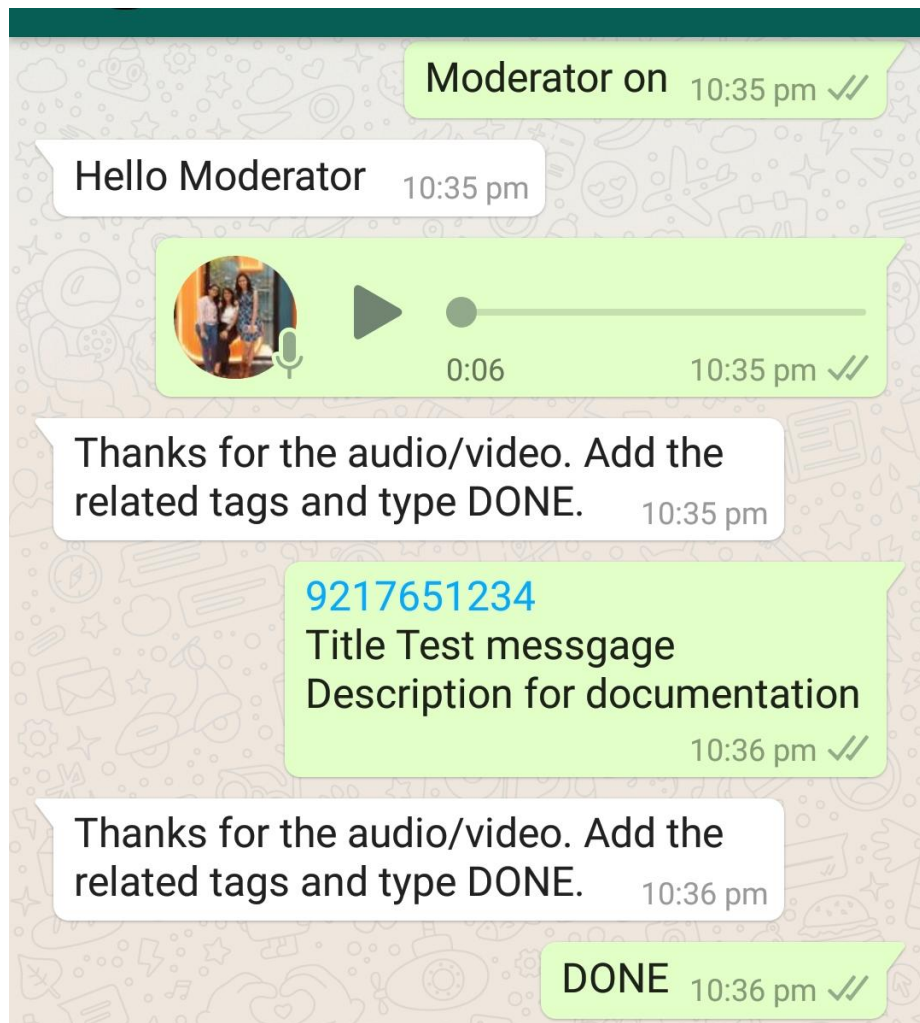 Moderator on 10:35 pm
Hello Moderator 10:35 pm
0:06 10:35 pm
Thanks for the audio/video. Add the
related tags and type DONE. 10:35 pm
9217651234
Title Test messgage
Description for documentation
10:36 pm
Thanks for the audio/video. Add the
related tags and type DONE. 10:36 pm
DONE 10:36 pm